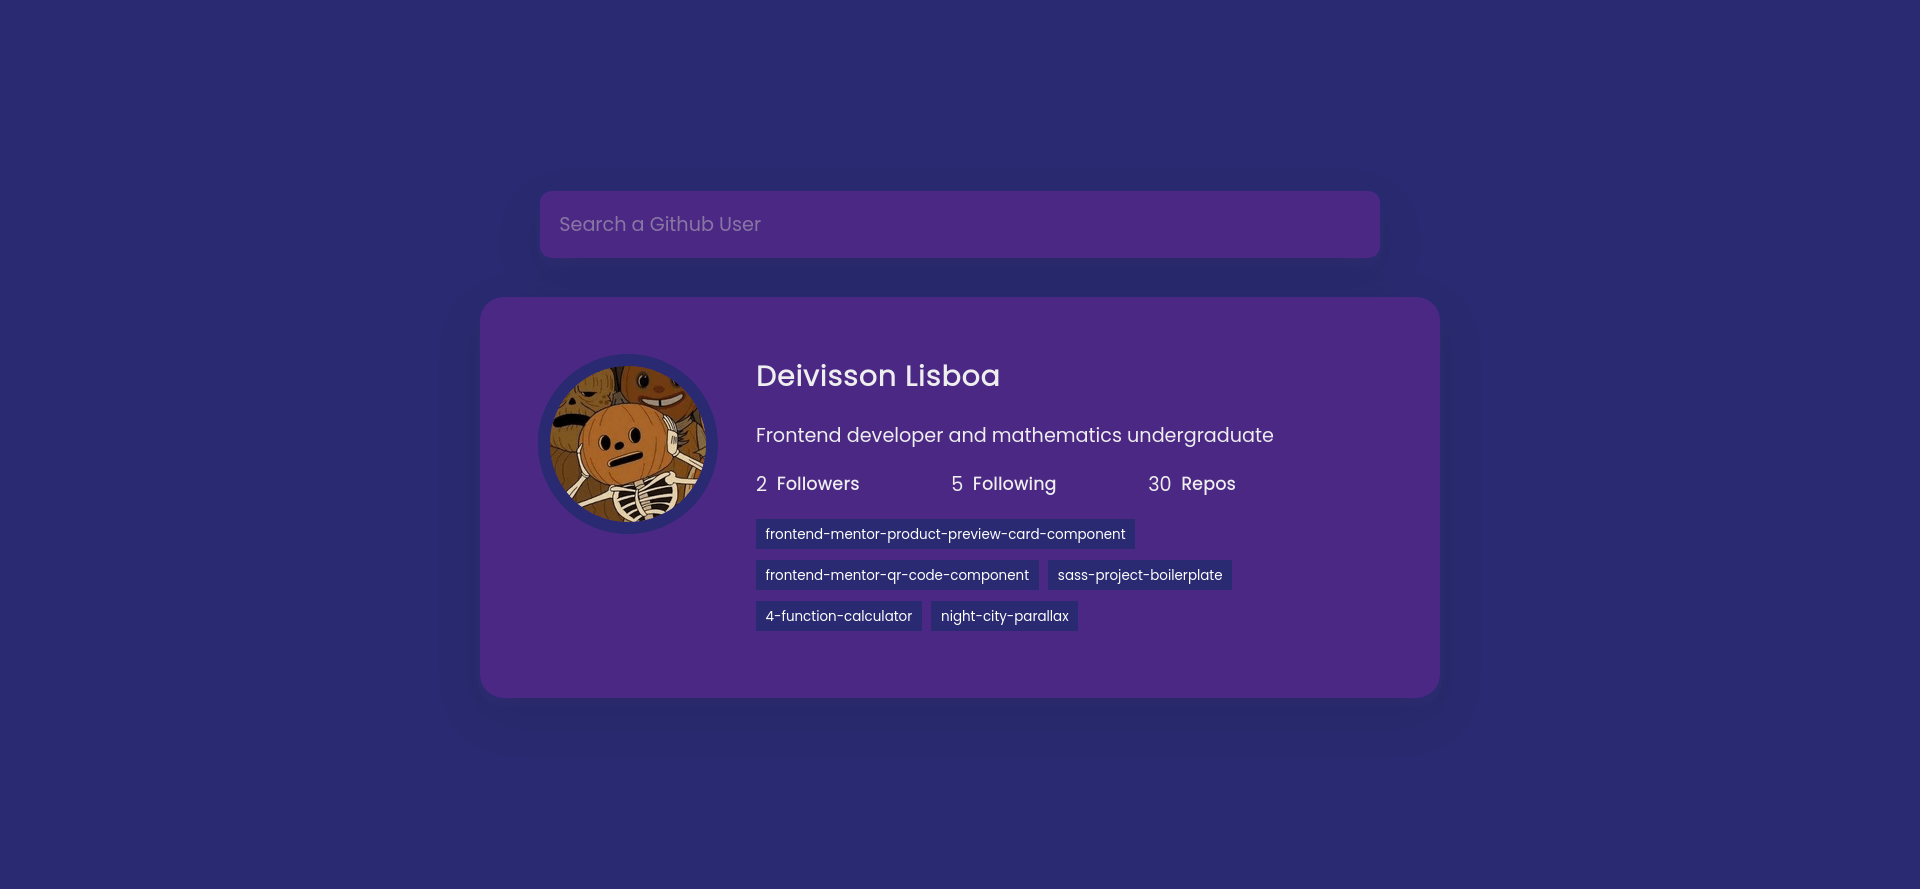 Search a Github User
Deivisson Lisboa
Frontend developer and mathematics undergraduate
2 Followers 5 Following 30 Repos
frontend-mentor-product-preview-card-component
frontend-mentor-qr-code-component sass-project-boilerplate
4-function-calculator night-city-parallax